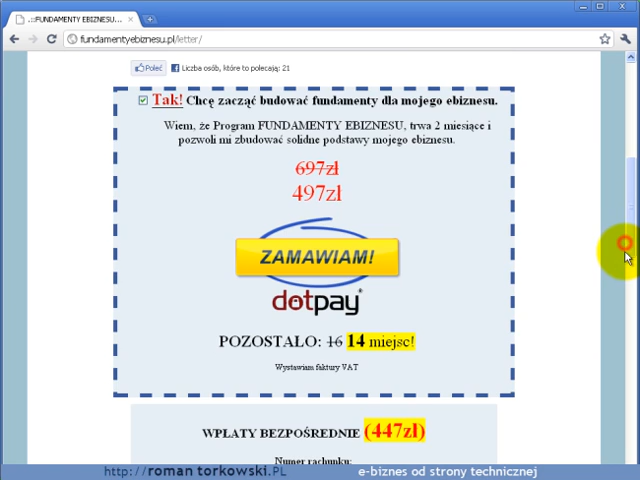 .::FUNDAMENTY EBIZNESU...
fundamentyebiznesu.pl/letter/
Poleć
Liczba osób, które to polecają: 21
Tak! Chcę zacząć budować fundamenty dla mojego ebiznesu.
Wiem, że Program FUNDAMENTY EBIZNESU, trwa 2 miesiące i
pozwoli mi zbudować solidne podstawy mojego ebiznesu.
697zł
497zł
ZAMAWIAM!
dotpay
POZOSTAŁO: 16 14 miejsc!
Wystawiam faktury VAT
WPŁATY BEZPOŚREDNIE (447zł)
Numer rachunku:
http://romantorkowski.PL
e-biznes od strony technicznej